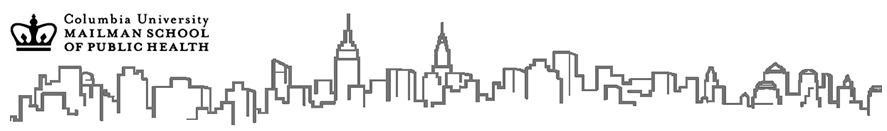 Columbia University
MAILMAN SCHOOL
OF PUBLIC HEALTH